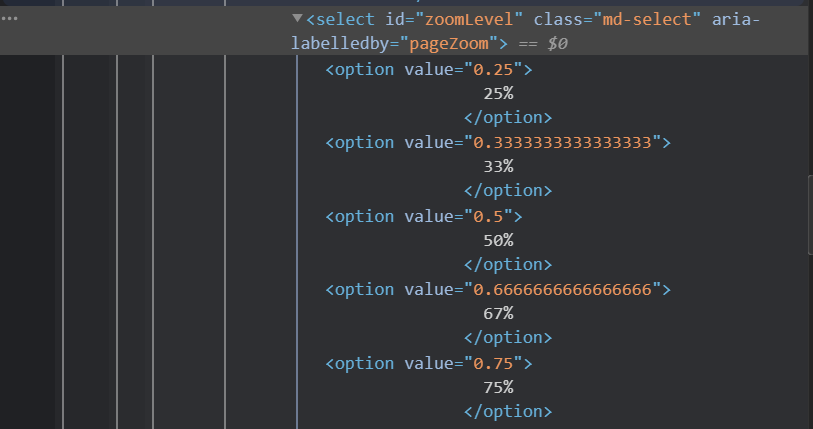 <select id="zoomLevel" class="md-select" aria-
labelledby="pageZoom"> == $0
<option value="0.25">
25%
</option>
<option value="0.3333333333333333">
33%
</option>
<option value="0.5">
50%
</option>
<option value="0.6666666666666666">
67%
</option>
<option value="0.75">
75%
</option>